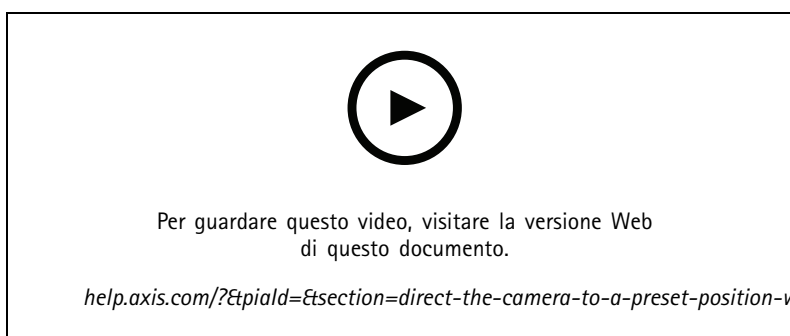 Per guardare questo video, visitare la versione Web
di questo documento.
help.axis.com/?&piaId=&section=direct-the-camera-to-a-preset-position-